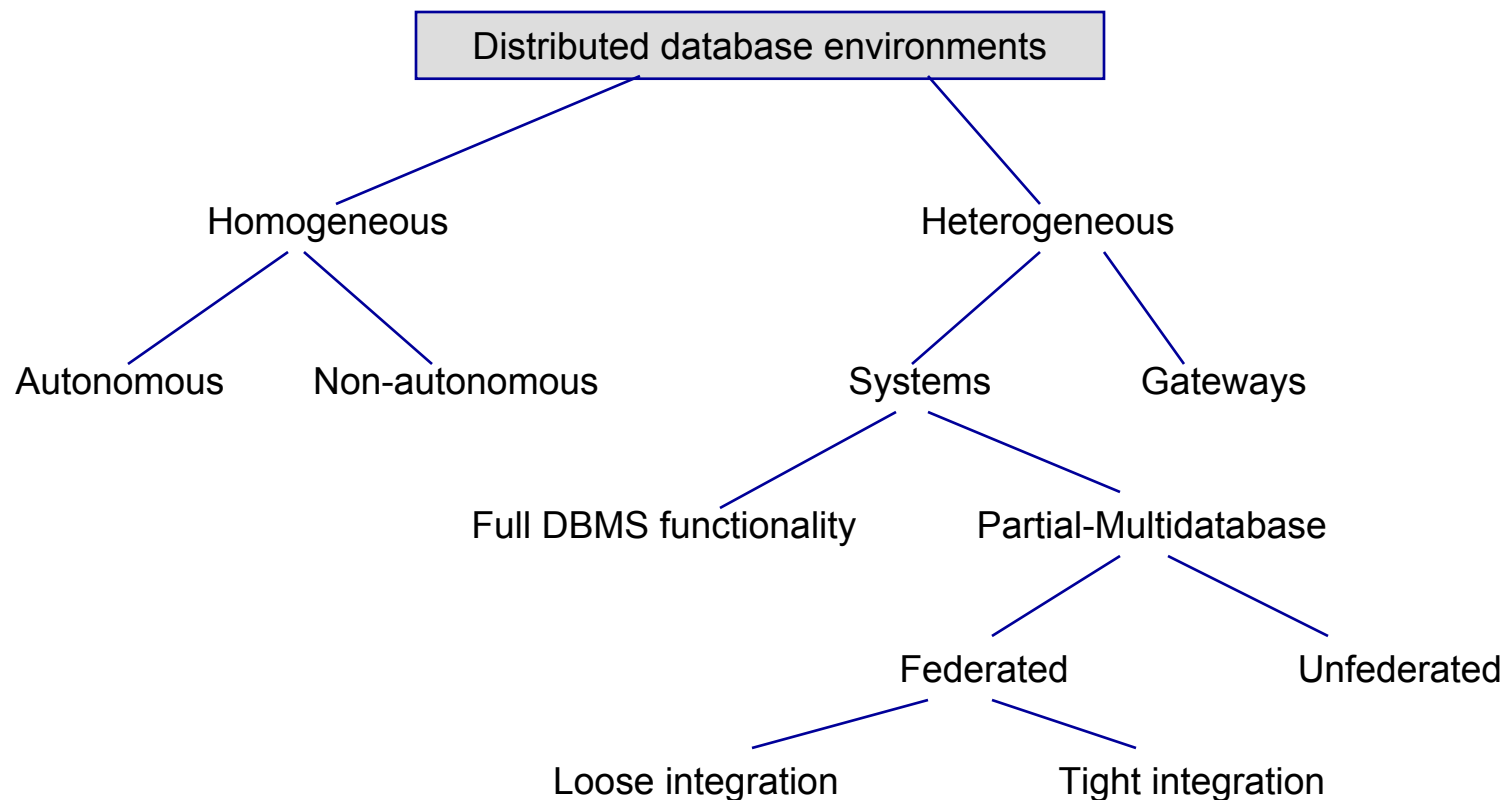 Distributed database environments
Homogeneous
Heterogeneous
Autonomous
Non-autonomous
Systems
Gateways
Full DBMS functionality
Partial-Multidatabase
Federated
Unfederated
Loose integration
Tight integration